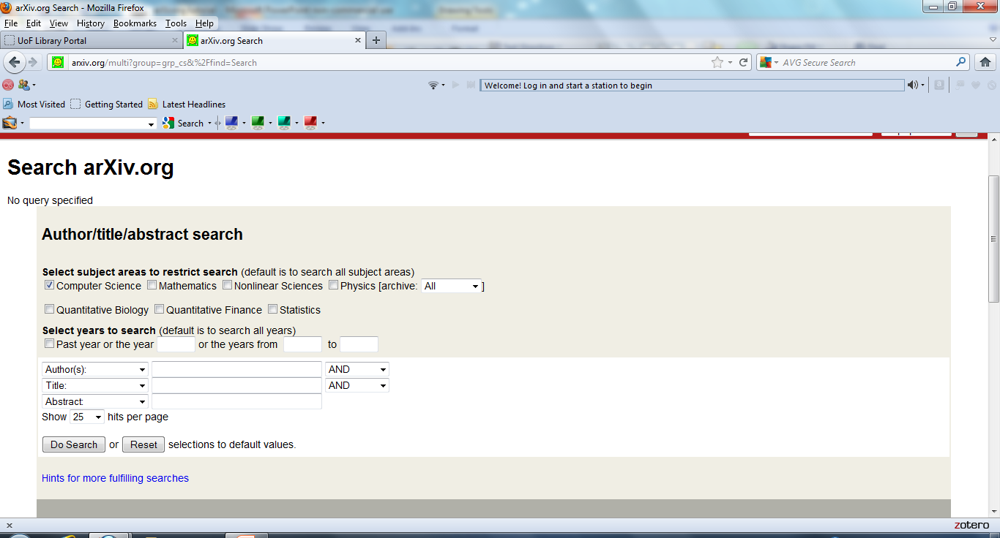 arXiv.org Search - Mozilla Firefox
File Edit View History Bookmarks Tools Help
UoF Library Portal
arXiv.org Search
arxiv.org/multi?group=grp_cs&%2Ffind=Search
AVG Secure Search
Welcome! Log in and start a station to begin
Most Visited Getting Started Latest Headlines
Search
Search arXiv.org
No query specified
Author/title/abstract search
Select subject areas to restrict search (default is to search all subject areas)
Computer Science Mathematics Nonlinear Sciences Physics [archive: All ]
Quantitative Biology Quantitative Finance Statistics
Select years to search (default is to search all years)
Past year or the year or the years from to
Author(s): AND
Title: AND
Abstract:
Show 25 hits per page
Do Search or Reset selections to default values.
Hints for more fulfilling searches
zotero